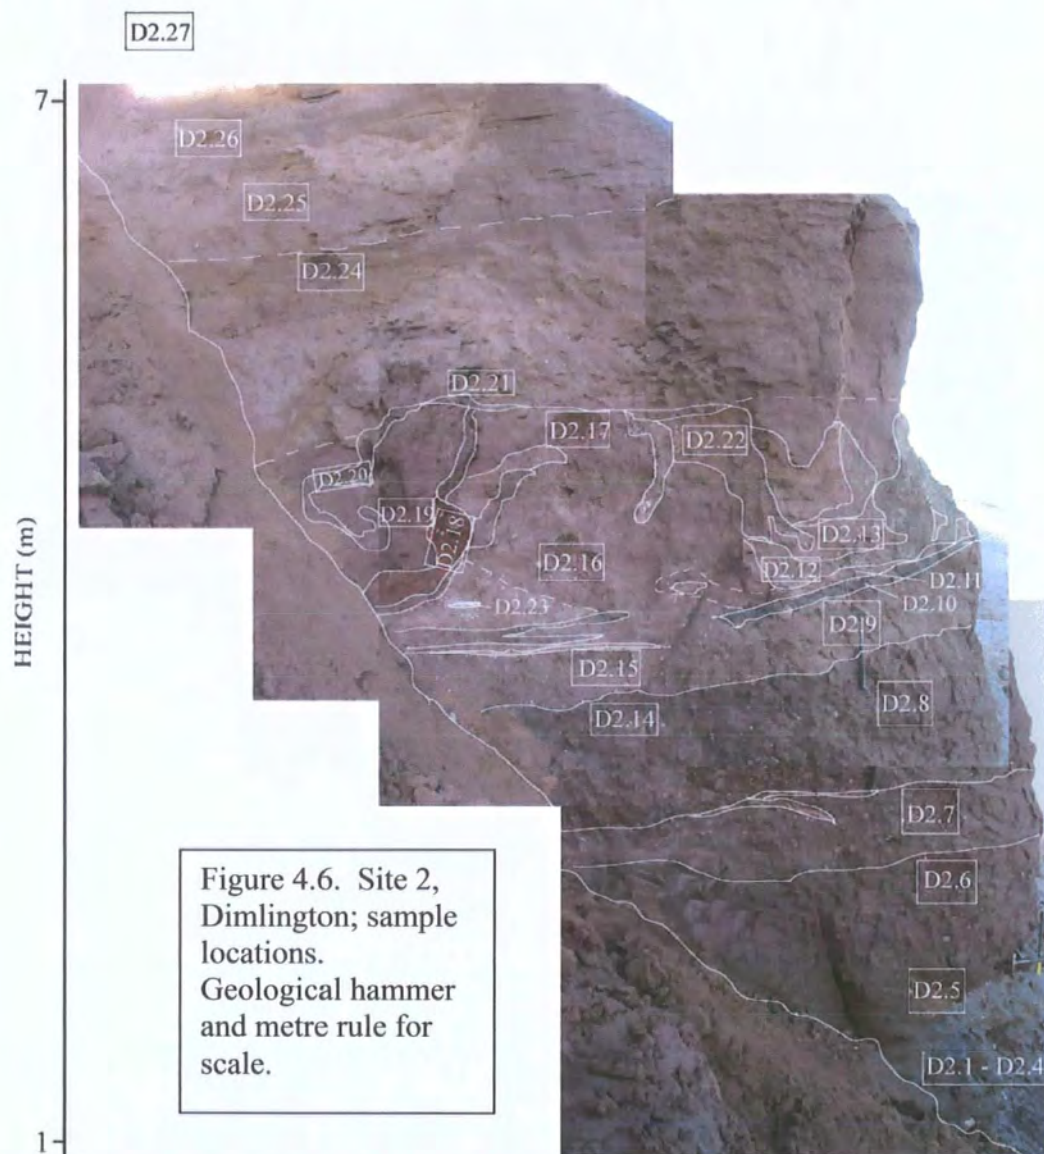 D2.27
7
D2.26
D2.25
D2.24
D2.21
D2.17
D2.22
D2.20
D2.19
D2.18
D2.13
D2.16
D2.12
D2.11
D2.10
D2.23
D2.9
D2.15
D2.8
D2.14
D2.7
D2.6
D2.5
D2.1 - D2.4
HEIGHT (m)
1
Figure 4.6. Site 2,
Dimlington; sample
locations.
Geological hammer
and metre rule for
scale.